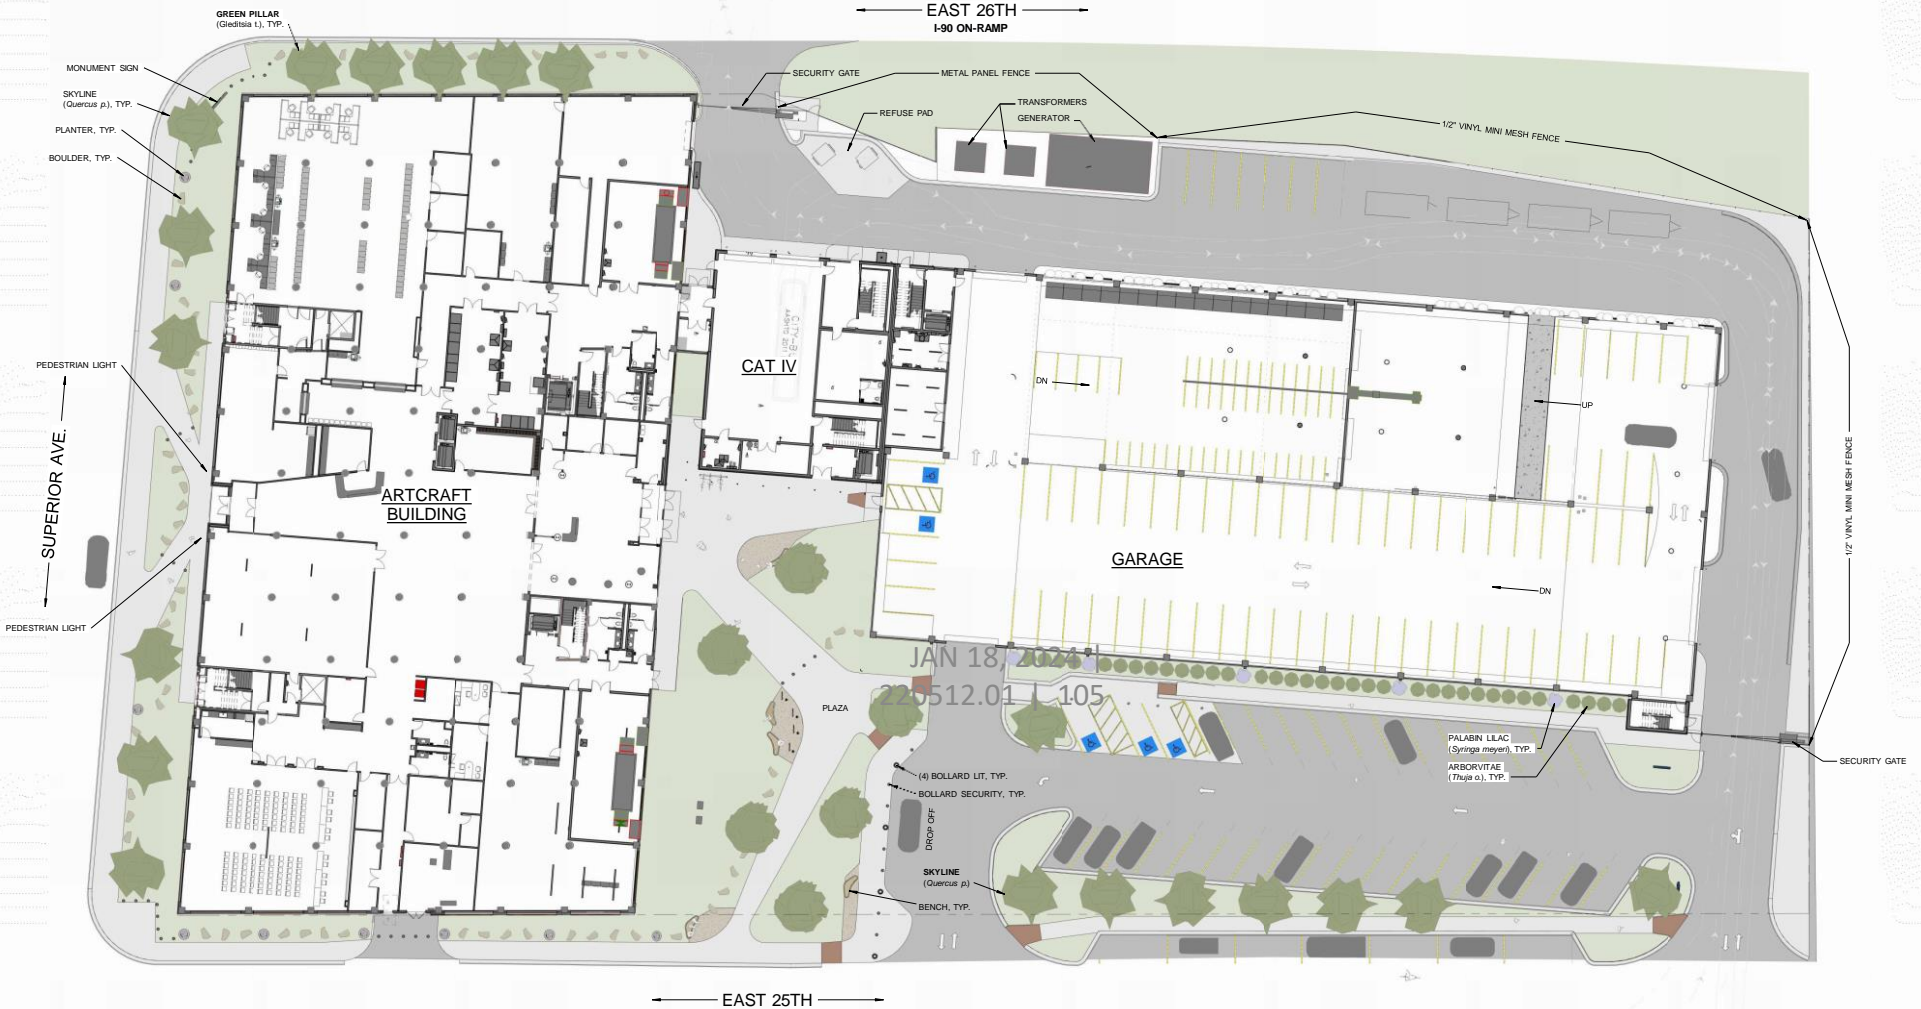 EAST 26TH
I-90 ON-RAMP
GREEN PILLAR
(Gleditsia t.), TYP.
MONUMENT SIGN
SKYLINE
(Quercus p.), TYP.
PLANTER, TYP.
BOULDER, TYP.
SECURITY GATE
METAL PANEL FENCE
REFUSE PAD
TRANSFORMERS
GENERATOR
1/2" VINYL MINI MESH FENCE
PEDESTRIAN LIGHT
SUPERIOR AVE.
CITY-BU
AASHTO 2011
CAT IV
DN
UP
1/2" VINYL MINI MESH FENCE
ARTCRAFT
BUILDING
GARAGE
DN
PEDESTRIAN LIGHT
JAN 18, 2024 |
220512.01 | 105
PLAZA
PALABIN LILAC
(Syringa meyeri), TYP.
ARBORVITAE
(Thuja o.), TYP.
SECURITY GATE
(4) BOLLARD LIT, TYP.
BOLLARD SECURITY, TYP.
DROP OFF
SKYLINE
(Quercus p.)
BENCH, TYP.
EAST 25TH